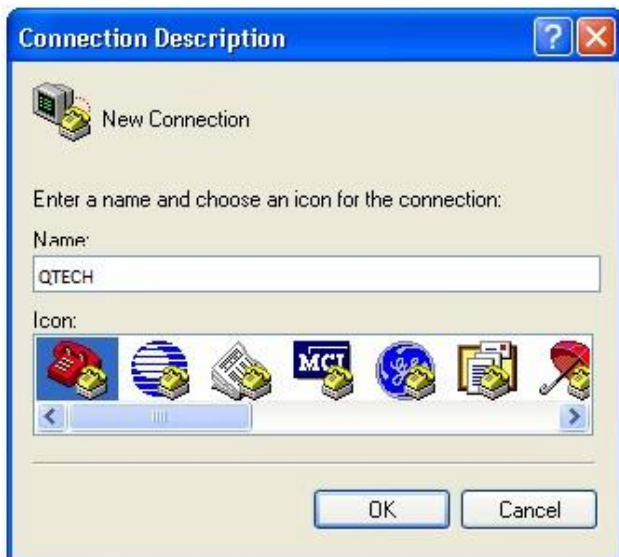 Connection Description
New Connection
Enter a name and choose an icon for the connection:
Name:
QTECH
Icon:
MCI
OK
Cancel